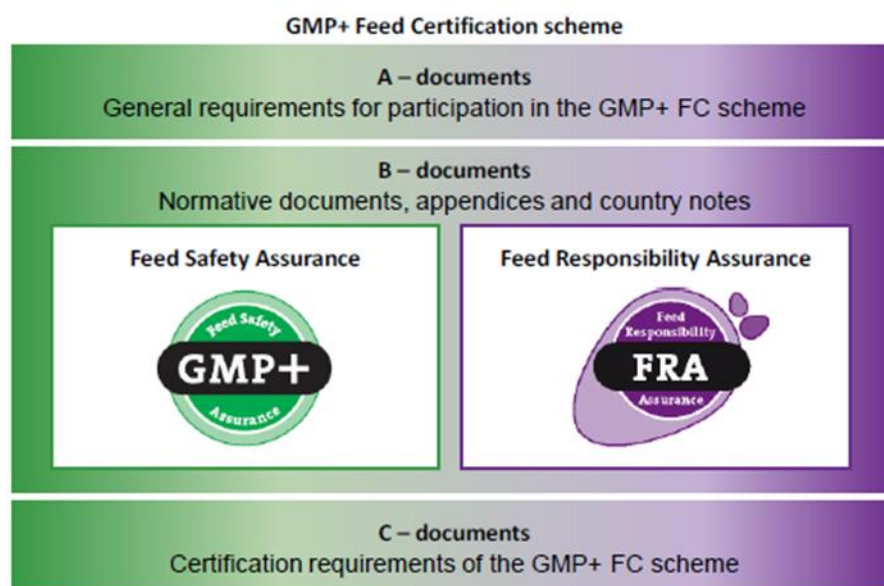 GMP+ Feed Certification scheme
A – documents
General requirements for participation in the GMP+ FC scheme
B – documents
Normative documents, appendices and country notes
Feed Safety Assurance
Feed Safety
GMP+
Assurance
Feed Responsibility Assurance
Feed
Responsibility
FRA
Assurance
C – documents
Certification requirements of the GMP+ FC scheme